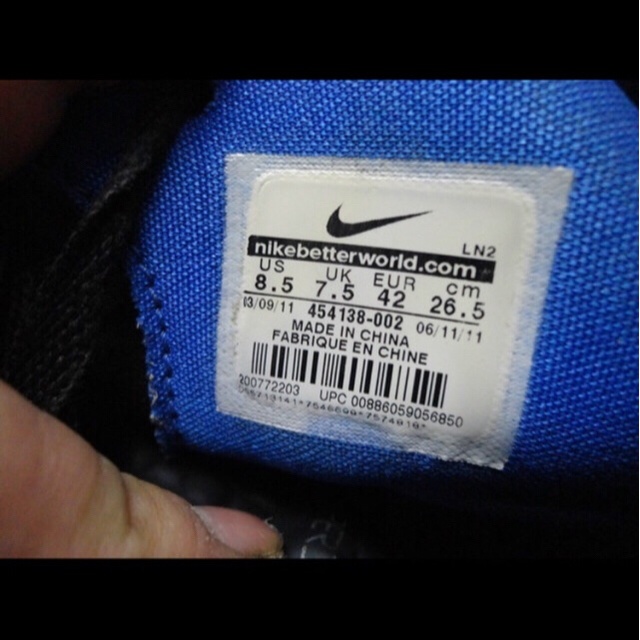 LN2
nikebetterworld.com
US UK EUR cm
8.5 7.5 42 26.5
03/09/11 454138-002 06/11/11
MADE IN CHINA
FABRIQUE EN CHINE
200772203 UPC 00886059056850